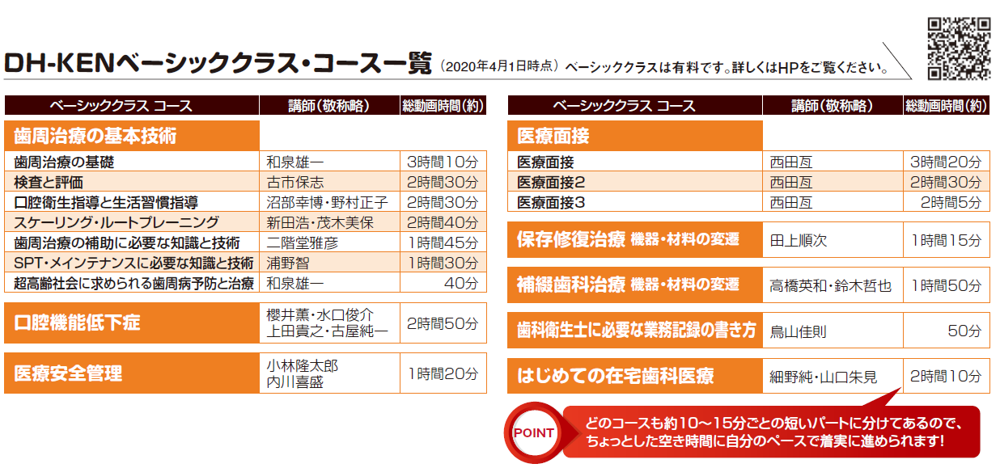 DH-KENベーシッククラス・コース一覧（2020年4月1日時点）ベーシッククラスは有料です。詳しくはHPをご覧ください。
ベーシッククラス コース 講師（敬称略） 総動画時間（約）
歯周治療の基本技術
歯周治療の基礎 和泉雄一 3時間10分
検査と評価 古市保志 2時間30分
口腔衛生指導と生活習慣指導 沼部幸博・野村正子 2時間30分
スケーリング・ルートプレーニング 新田浩・茂木美保 2時間40分
歯周治療の補助に必要な知識と技術 二階堂雅彦 1時間45分
SPT・メインテナンスに必要な知識と技術 浦野智 1時間30分
超高齢社会に求められる歯周病予防と治療 和泉雄一 40分
口腔機能低下症 櫻井薫・水口俊介 2時間50分
上田貴之・古屋純一
医療安全管理 小林隆太郎 1時間20分
内川喜盛
ベーシッククラス コース 講師（敬称略） 総動画時間（約）
医療面接
医療面接 西田亙 3時間20分
医療面接2 西田亙 2時間30分
医療面接3 西田亙 2時間5分
保存修復治療 機器・材料の変遷 田上順次 1時間15分
補綴歯科治療 機器・材料の変遷 高橋英和・鈴木哲也 1時間50分
歯科衛生士に必要な業務記録の書き方 鳥山佳則 50分
はじめての在宅歯科医療 細野純・山口朱見 2時間10分
POINT
どのコースも約10〜15分ごとの短いパートに分けてあるので、
ちょっとした空き時間に自分のペースで着実に進められます!